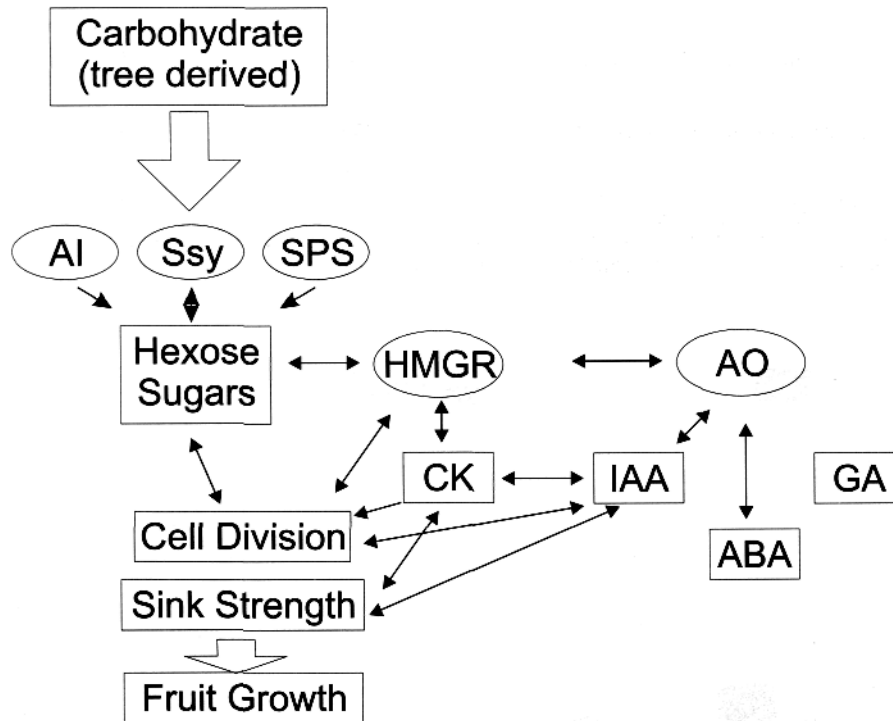 Carbohydrate
(tree derived)
AI
Ssy
SPS
Hexose
Sugars
HMGR
AO
CK
IAA
GA
Cell Division
ABA
Sink Strength
Fruit Growth